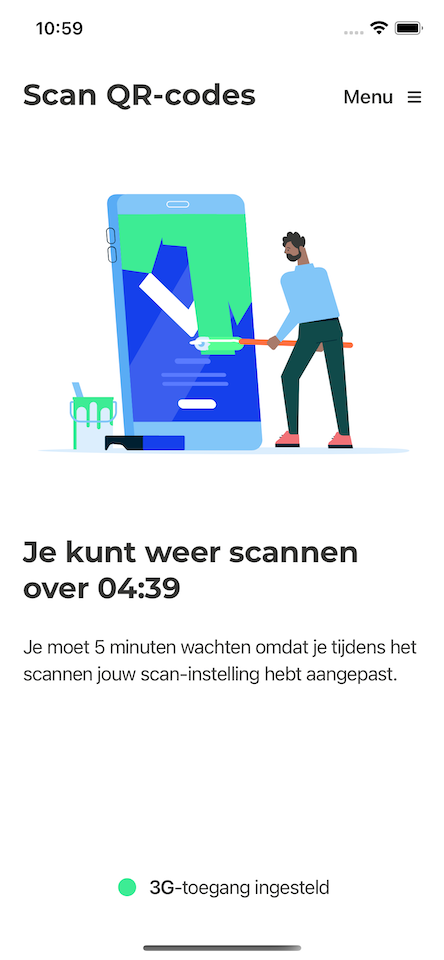 10:59
Scan QR-codes
Menu
Je kunt weer scannen
over 04:39
Je moet 5 minuten wachten omdat je tijdens het
scannen jouw scan-instelling hebt aangepast.
3G-toegang ingesteld